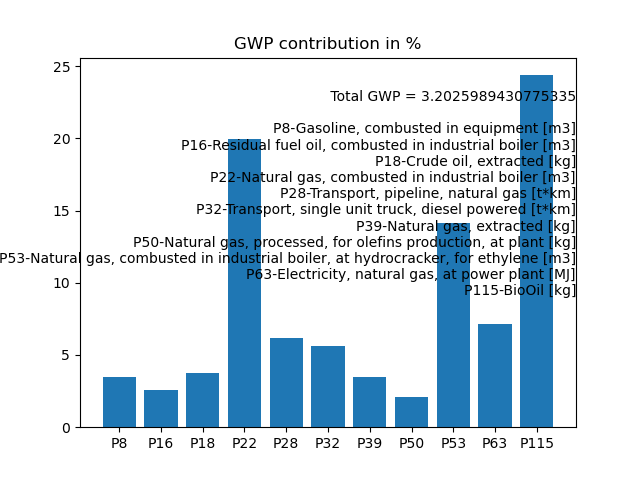 GWP contribution in %
25
20
15
10
5
0
Total GWP = 3.2025989430775335
P8-Gasoline, combusted in equipment [m3]
P16-Residual fuel oil, combusted in industrial boiler [m3]
P18-Crude oil, extracted [kg]
P22-Natural gas, combusted in industrial boiler [m3]
P28-Transport, pipeline, natural gas [t*km]
P32-Transport, single unit truck, diesel powered [t*km]
P39-Natural gas, extracted [kg]
P50-Natural gas, processed, for olefins production, at plant [kg]
P53-Natural gas, combusted in industrial boiler, at hydrocracker, for ethylene [m3]
P63-Electricity, natural gas, at power plant [MJ]
P115-BioOil [kg]
P8 P16 P18 P22 P28 P32 P39 P50 P53 P63 P115